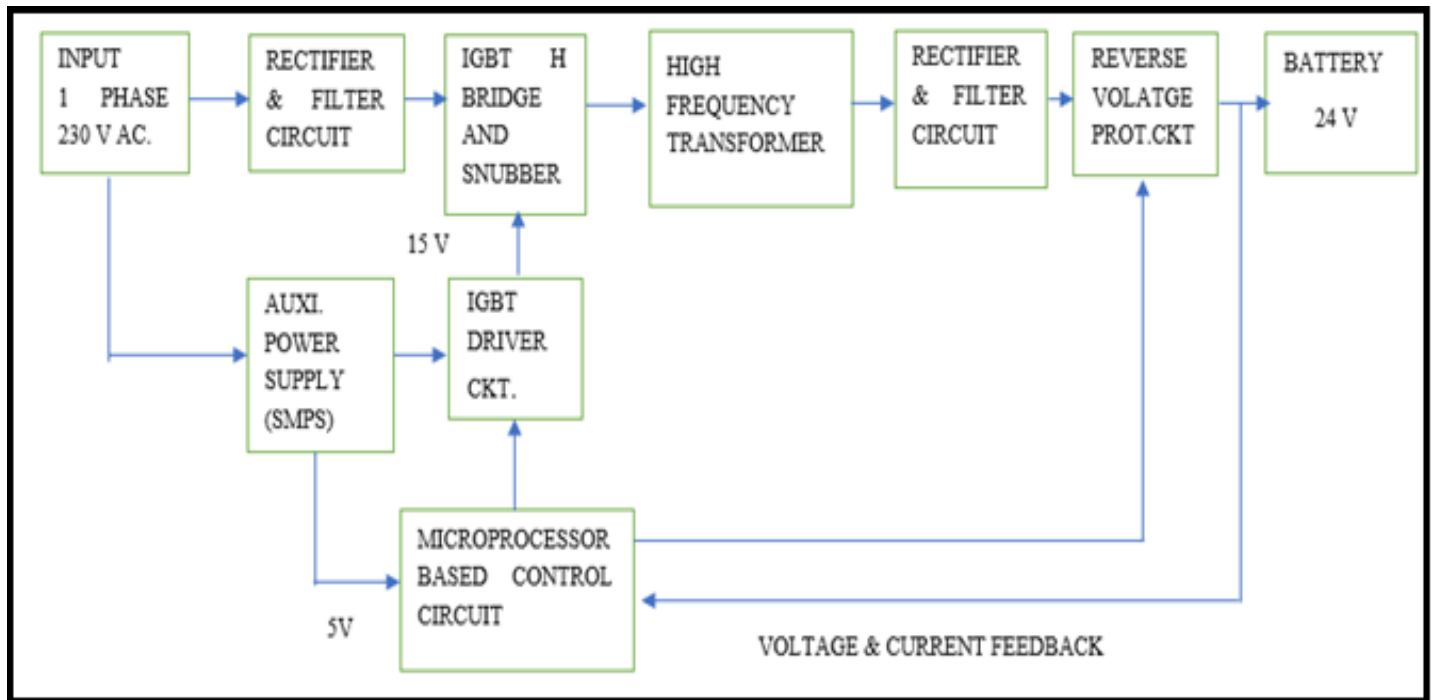 INPUT
1 PHASE
230 V AC.
RECTIFIER
& FILTER
CIRCUIT
IGBT H
BRIDGE
AND
SNUBBER
HIGH
FREQUENCY
TRANSFORMER
RECTIFIER
& FILTER
CIRCUIT
REVERSE
VOLATGE
PROT.CKT
BATTERY
24 V
15 V
AUXI.
POWER
SUPPLY
(SMPS)
IGBT
DRIVER
CKT.
MICROPROCESSOR
BASED CONTROL
CIRCUIT
5V
VOLTAGE & CURRENT FEEDBACK